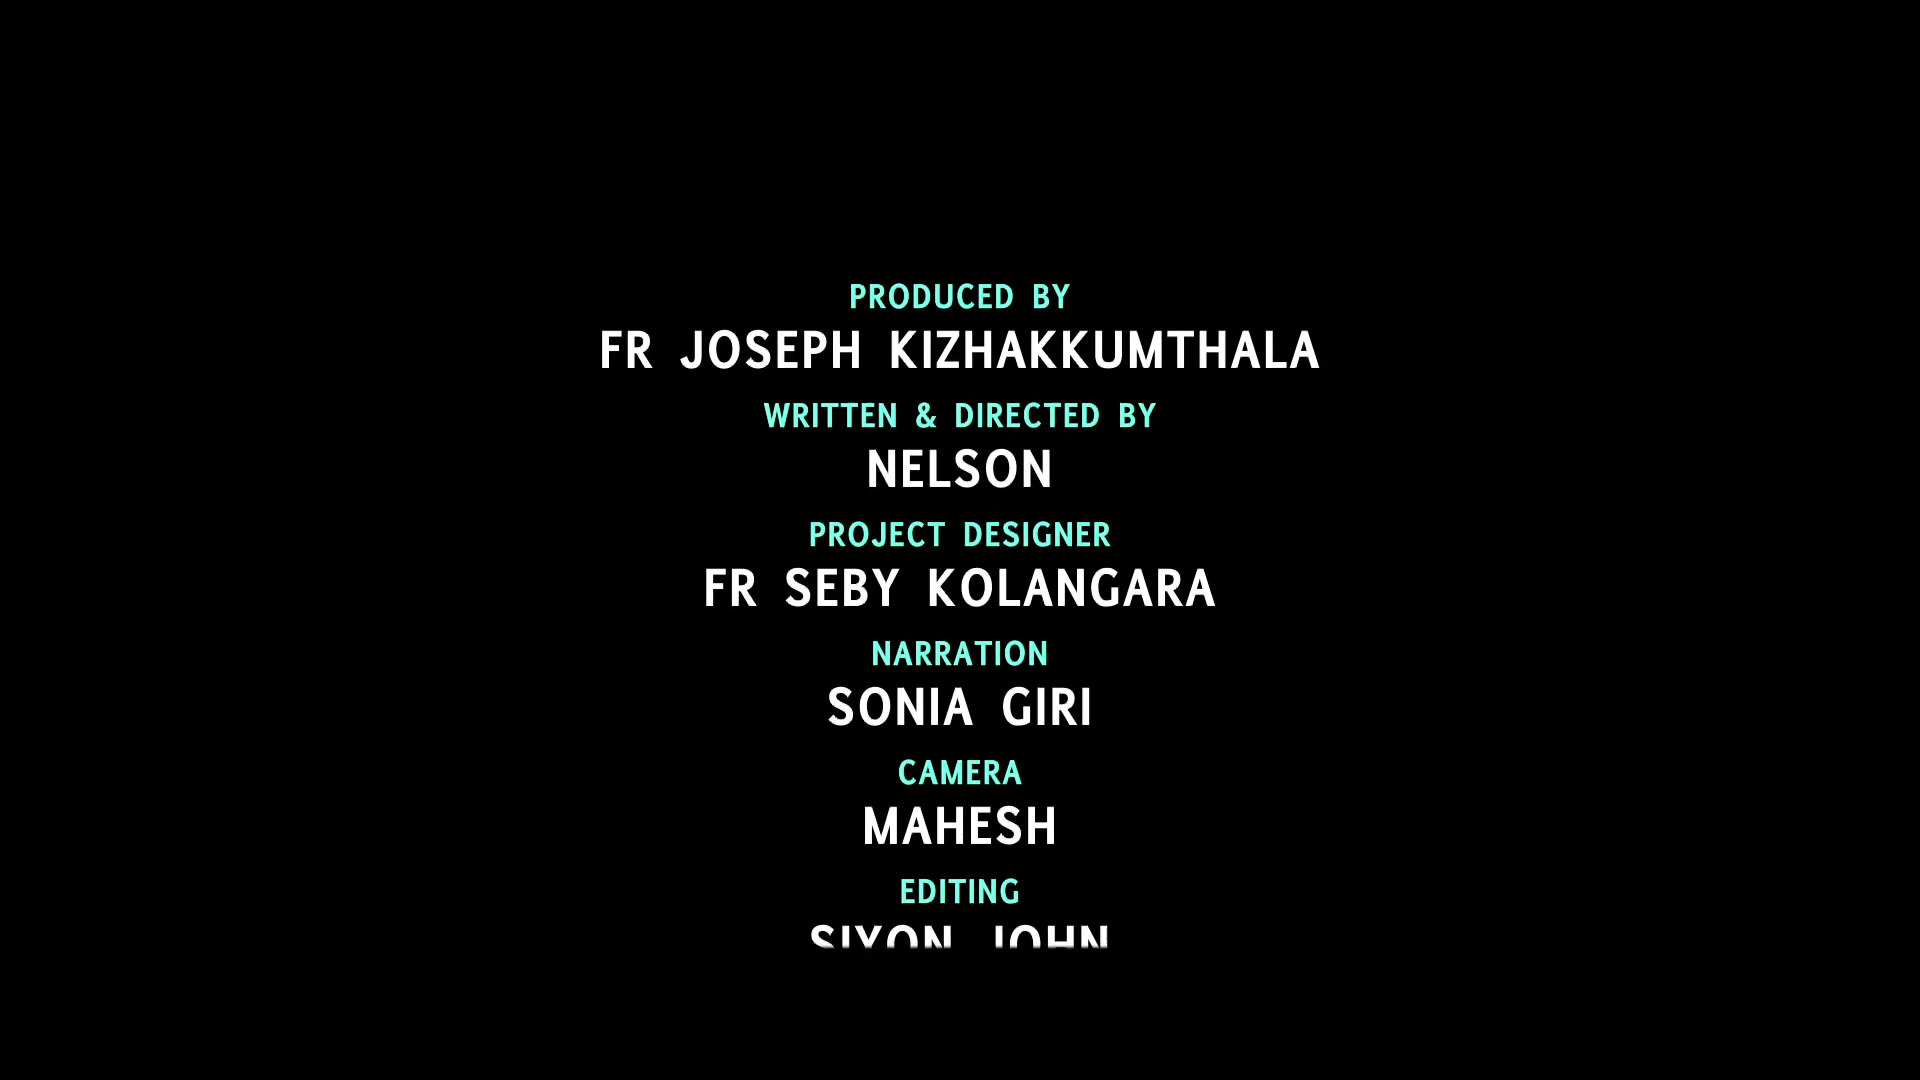 PRODUCED BY
FR JOSEPH KIZHAKKUMTHALA
WRITTEN & DIRECTED BY
NELSON
PROJECT DESIGNER
FR SEBY KOLANGARA
NARRATION
SONIA GIRI
CAMERA
MAHESH
EDITING
JOHN